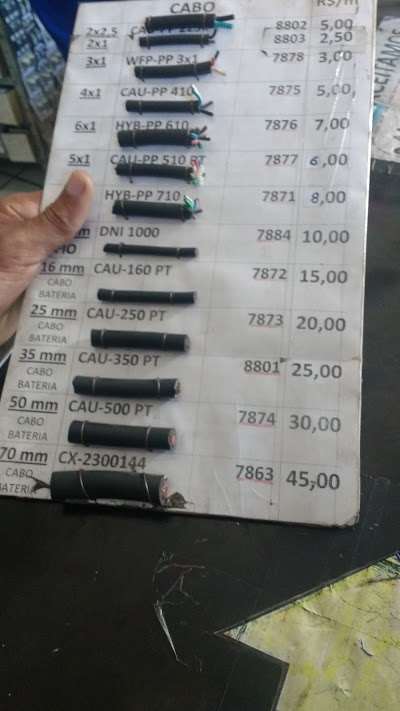 CABO R$/m
2x2,5 8802 5,00
2x1 8803 2,50
3x1 WFP-PP 3x1 7878 3,00
4x1 CAU-PP 410 7875 5,00
6x1 HYB-PP 610 7876 7,00
5x1 CAU-PP 510 PT 7877 6,00
HYB-PP 710 7871 8,00
DNI 1000 7884 10,00
16 mm CAU-160 PT 7872 15,00
CABO
BATERIA
25 mm CAU-250 PT 7873 20,00
CABO
BATERIA
35 mm CAU-350 PT 8801 25,00
CABO
BATERIA
50 mm CAU-500 PT 7874 30,00
CABO
BATERIA
70 mm CX-2300144 7863 45,00
CABO
BATERIA